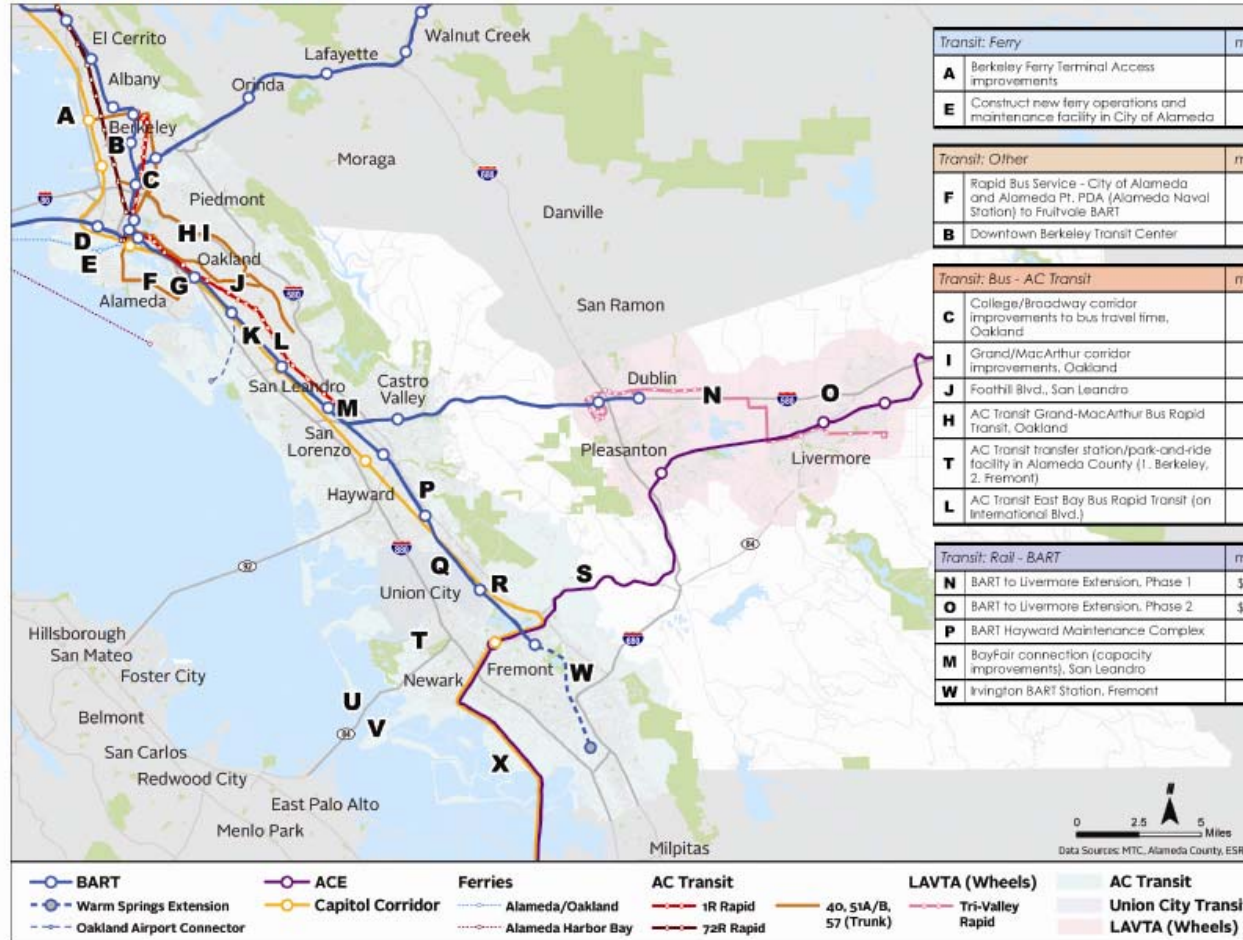 El Cerrito
Walnut Creek
Lafayette
Albany
Orinda
A
Berkeley
B
Moraga
680
C
Piedmont
80
Danville
H I
D
E
Oakland
F
G
J
Alameda
580
San Ramon
K
L
San Leandro
Castro
Valley
Dublin
N
O
580
M
San
Lorenzo
Pleasanton
Livermore
Hayward
P
84
880
92
Q
R
S
Union City
Hillsborough
San Mateo
Foster City
T
680
Fremont
W
Newark
U
V
84
Belmont
San Carlos
X
Redwood City
East Palo Alto
Menlo Park
Milpitas
Transit: Ferry
A Berkeley Ferry Terminal Access
improvements
E Construct new ferry operations and
maintenance facility in City of Alameda
Transit: Other
F Rapid Bus Service - City of Alameda
and Alameda Pt. PDA (Alameda Naval
Station) to Fruitvale BART
B Downtown Berkeley Transit Center
Transit: Bus - AC Transit
C College/Broadway corridor
improvements to bus travel time,
Oakland
I Grand/MacArthur corridor
improvements, Oakland
J Foothill Blvd., San Leandro
H AC Transit Grand-MacArthur Bus Rapid
Transit, Oakland
T AC Transit transfer station/park-and-ride
facility in Alameda County (1. Berkeley,
2. Fremont)
L AC Transit East Bay Bus Rapid Transit (on
International Blvd.)
Transit: Rail - BART
N BART to Livermore Extension, Phase 1 $
O BART to Livermore Extension, Phase 2 $
P BART Hayward Maintenance Complex
M BayFair connection (capacity
improvements), San Leandro
W Irvington BART Station, Fremont
N
0 2.5 5
Miles
Data Sources: MTC, Alameda County, ESR
BART
Warm Springs Extension
Oakland Airport Connector
ACE
Capitol Corridor
Ferries
Alameda/Oakland
Alameda Harbor Bay
AC Transit
1R Rapid
72R Rapid
40, 51A/B,
57 (Trunk)
LAVTA (Wheels)
Tri-Valley
Rapid
AC Transit
Union City Transit
LAVTA (Wheels)